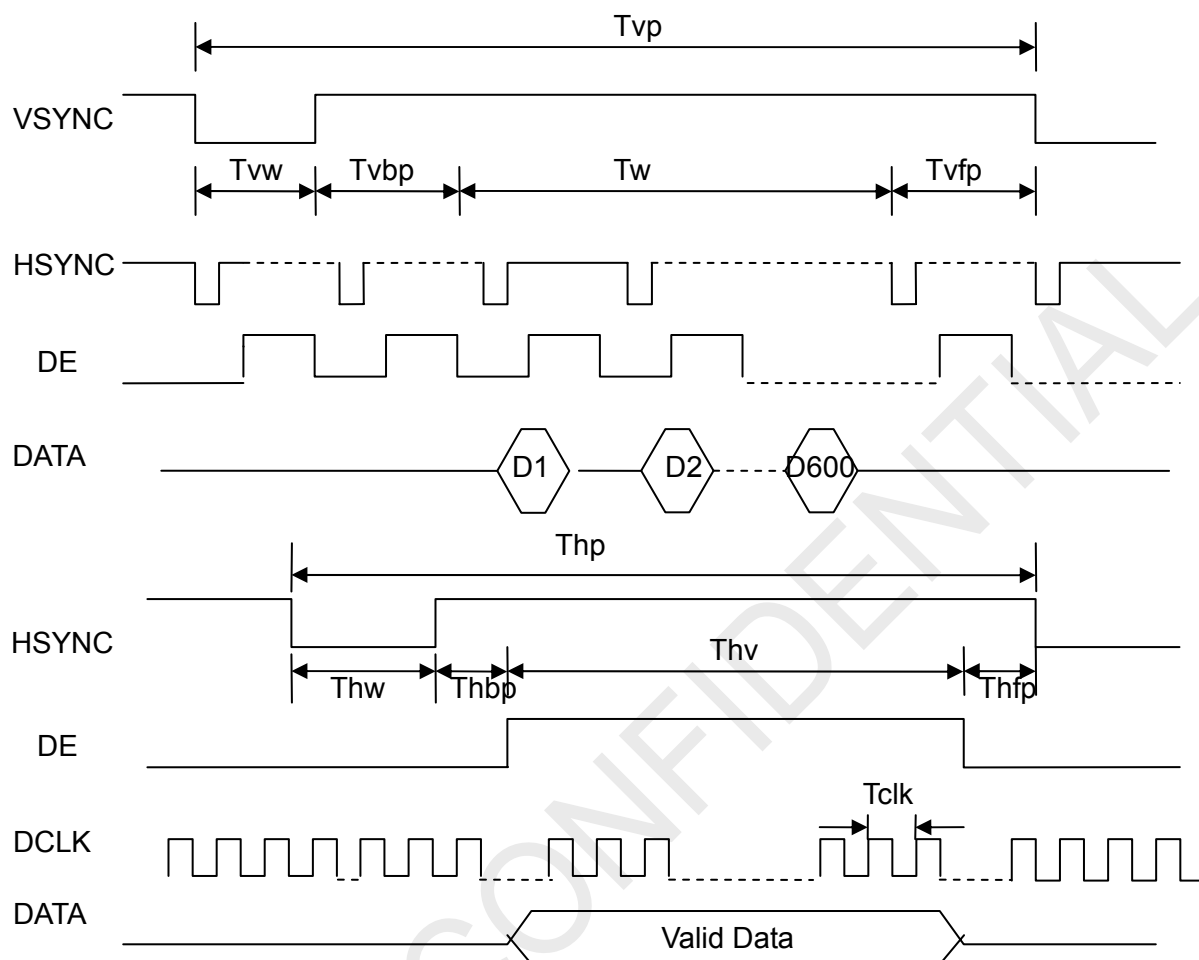 Tvp
VSYNC
Tvw Tvbp Tw Tvfp
HSYNC
DE
DATA D1 D2 D600
Thp
HSYNC
Thw Thbp Thv Thfp
DE
Tclk
DCLK
DATA
Valid Data
CONFIDENTIAL